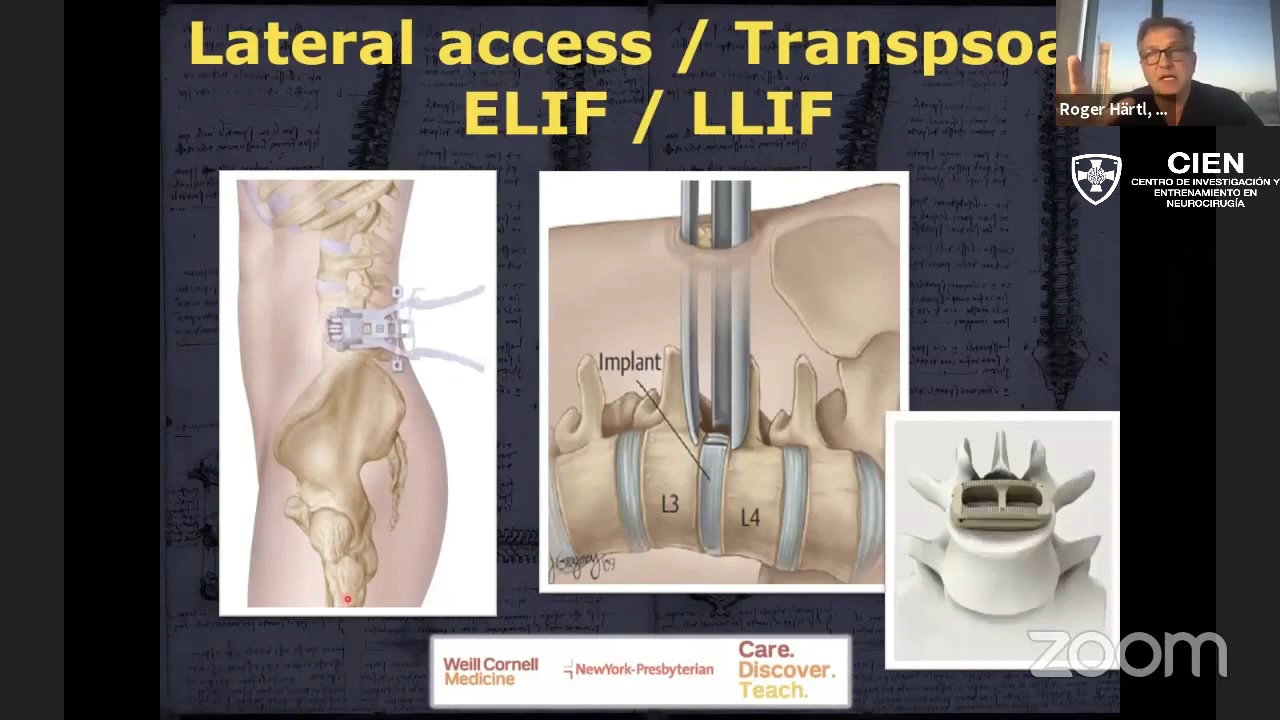 Lateral access / Transpsoa
ELIF / LLIF
Roger Härtl, ...
CIEN
CENTRO DE INVESTIGACIÓN Y
ENTRENAMIENTO EN
NEUROCIRUGÍA
Implant
L3
L4
Weill Cornell
Medicine
NewYork-Presbyterian
Care.
Discover.
Teach.
zoom